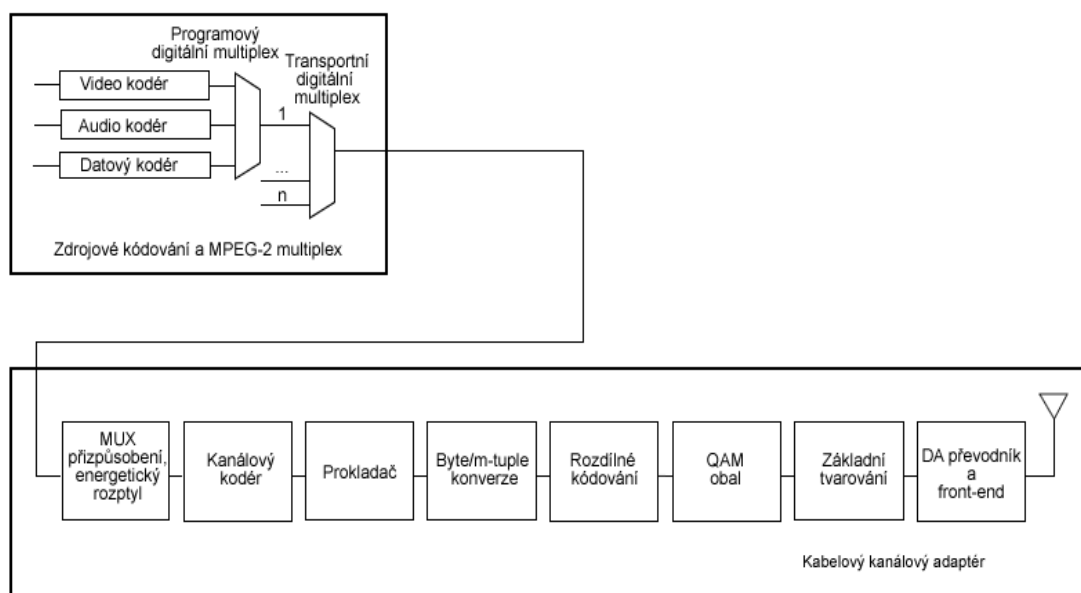 Programový
digitální multiplex
Transportní
digitální
multiplex
Video kodér
Audio kodér
Datový kodér
1
...
n
Zdrojové kódování a MPEG-2 multiplex
MUX
přizpůsobení,
energetický
rozptyl
Kanálový
kodér
Prokladač
Byte/m-tuple
konverze
Rozdílné
kódování
QAM
obal
Základní
tvarování
DA převodník
a
front-end
Kabelový kanálový adaptér